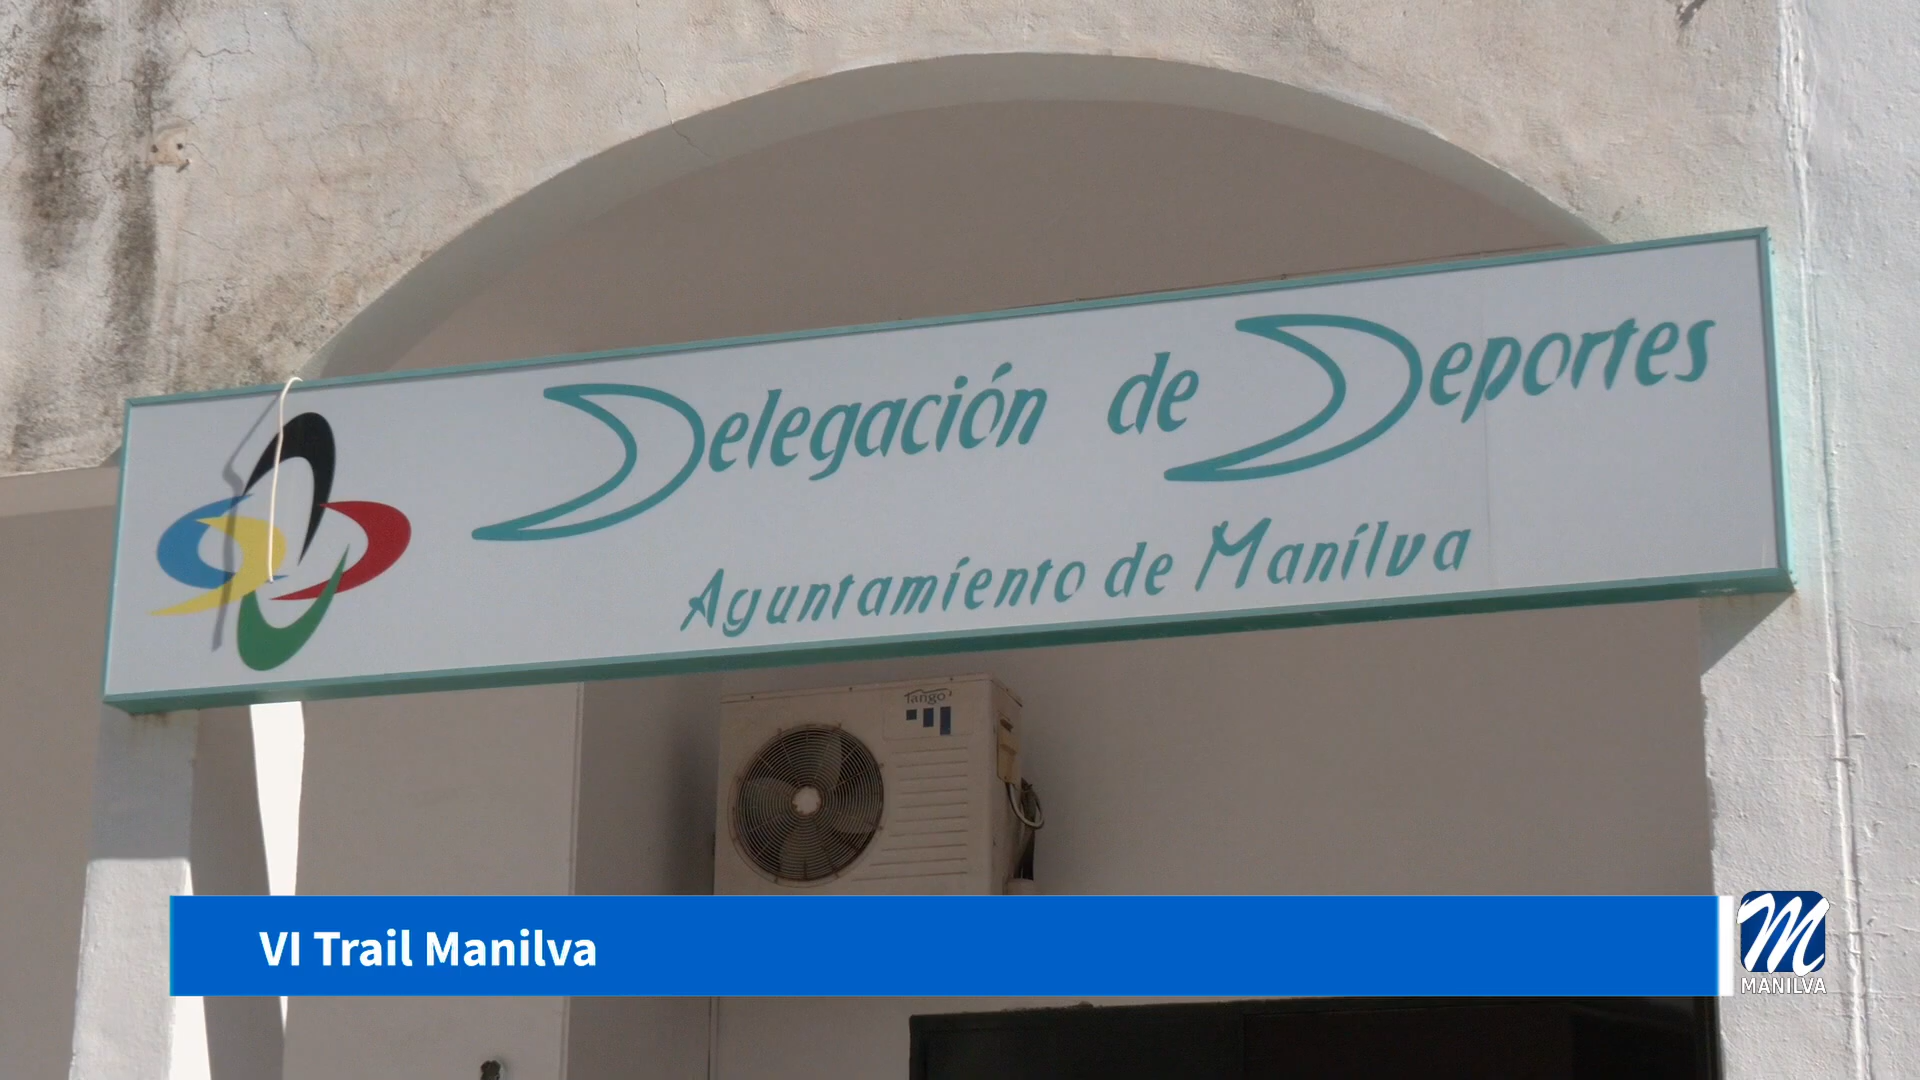 Delegación de Deportes
Ayuntamiento de Manilva
Tango
VI Trail Manilva
MANILVA